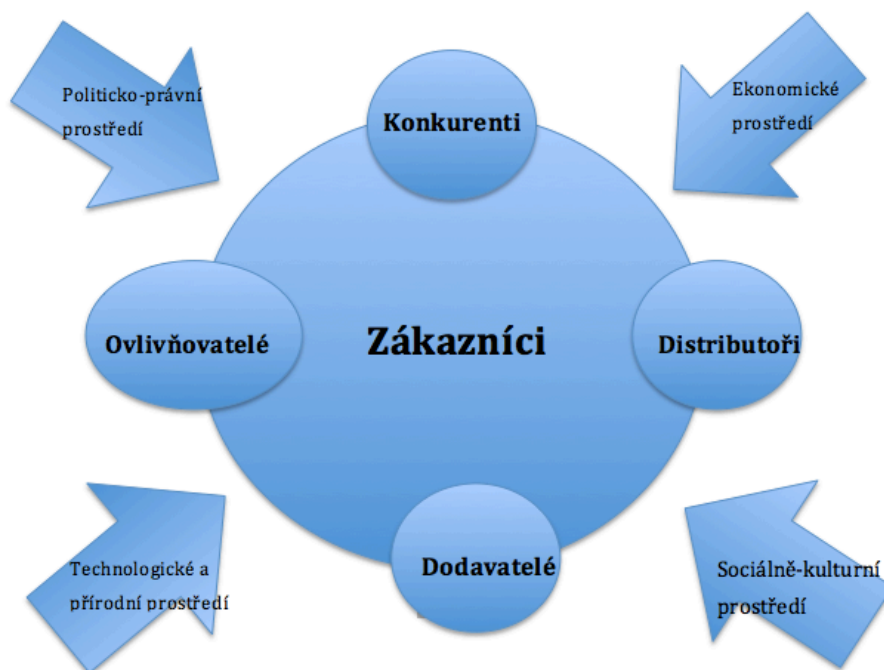 Politicko-právní
prostředí
Ekonomické
prostředí
Konkurenti
Ovlivňovatelé
Zákazníci
Distributoři
Dodavatelé
Technologické a
přírodní prostředí
Sociálně-kulturní
prostředí